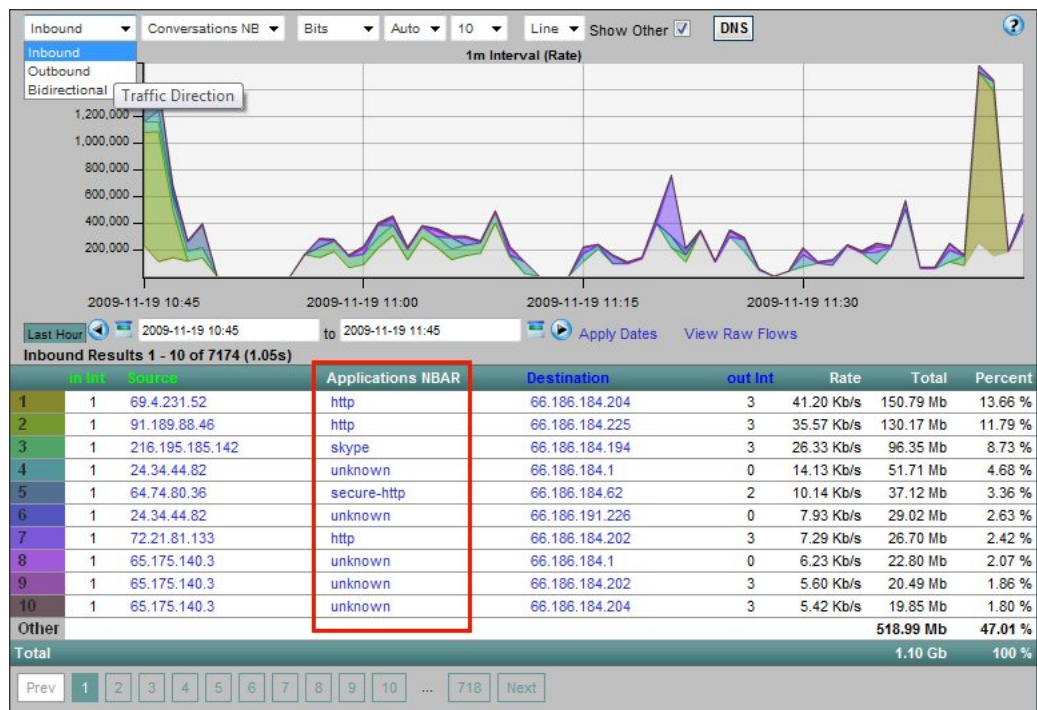 Inbound Conversations NB Bits Auto 10 Line Show Other DNS ?
Inbound
Outbound
Bidirectional
Traffic Direction
1m Interval (Rate)
1,200,000
1,000,000
800,000
600,000
400,000
200,000
2009-11-19 10:45 2009-11-19 11:00 2009-11-19 11:15 2009-11-19 11:30
Last Hour 2009-11-19 10:45 to 2009-11-19 11:45 Apply Dates View Raw Flows
Inbound Results 1 - 10 of 7174 (1.05s)
in Int Source Applications NBAR Destination out Int Rate Total Percent
1 1 69.4.231.52 http 66.186.184.204 3 41.20 Kb/s 150.79 Mb 13.66 %
2 1 91.189.88.46 http 66.186.184.225 3 35.57 Kb/s 130.17 Mb 11.79 %
3 1 216.195.185.142 skype 66.186.184.194 3 26.33 Kb/s 96.35 Mb 8.73 %
4 1 24.34.44.82 unknown 66.186.184.1 0 14.13 Kb/s 51.71 Mb 4.68 %
5 1 64.74.80.36 secure-http 66.186.184.62 2 10.14 Kb/s 37.12 Mb 3.36 %
6 1 24.34.44.82 unknown 66.186.191.226 0 7.93 Kb/s 29.02 Mb 2.63 %
7 1 72.21.81.133 http 66.186.184.202 3 7.29 Kb/s 26.70 Mb 2.42 %
8 1 65.175.140.3 unknown 66.186.184.1 0 6.23 Kb/s 22.80 Mb 2.07 %
9 1 65.175.140.3 unknown 66.186.184.202 3 5.60 Kb/s 20.49 Mb 1.86 %
10 1 65.175.140.3 unknown 66.186.184.204 3 5.42 Kb/s 19.85 Mb 1.80 %
Other 518.99 Mb 47.01 %
Total 1.10 Gb 100 %
Prev 1 2 3 4 5 6 7 8 9 10 ... 718 Next